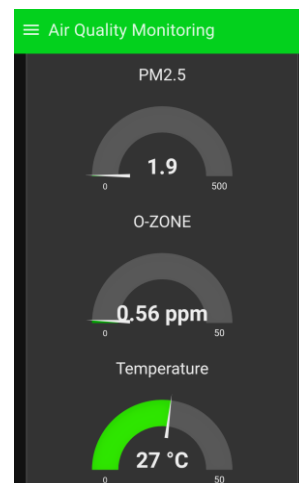 Air Quality Monitoring
PM2.5
1.9
0 500
O-ZONE
0.56 ppm
0 50
Temperature
27 °C
0 50